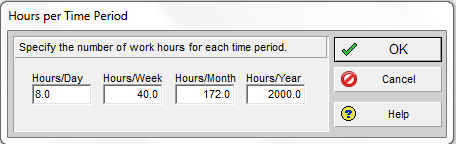 Hours per Time Period
Specify the number of work hours for each time period.
OK
Hours/Day Hours/Week Hours/Month Hours/Year
8.0 40.0 172.0 2000.0
Cancel
Help